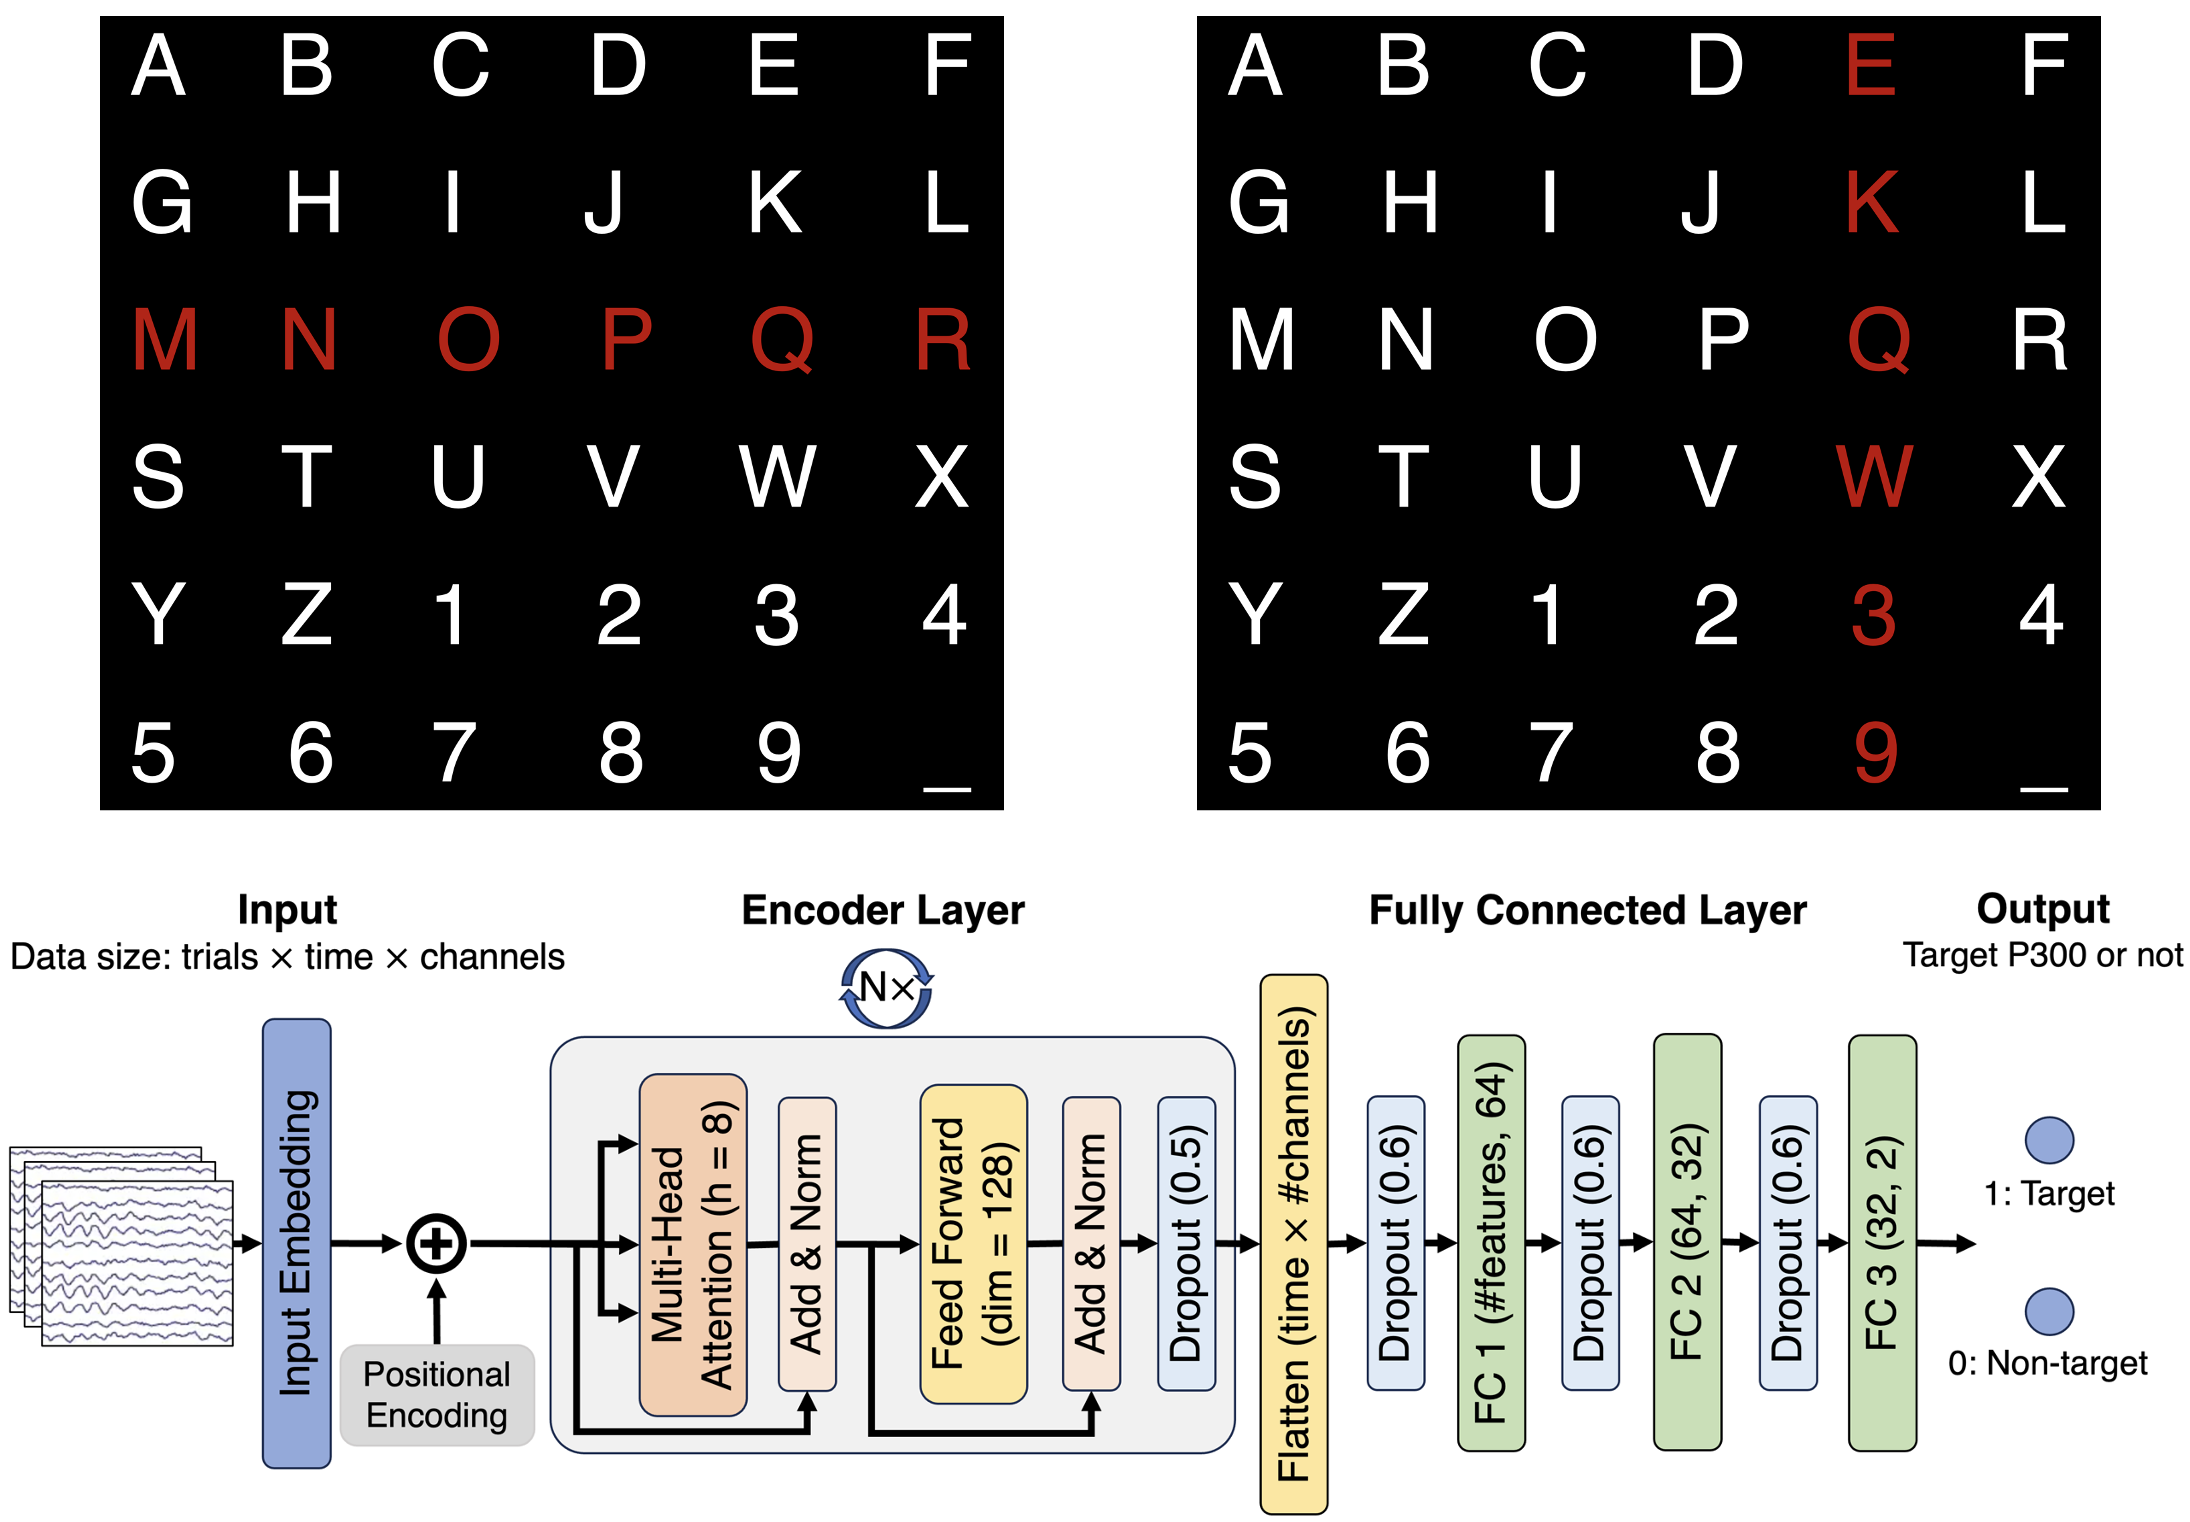 A B C D E F
G H I J K L
M N O P Q R
S T U V W X
Y Z 1 2 3 4
5 6 7 8 9 _
A B C D E F
G H I J K L
M N O P Q R
S T U V W X
Y Z 1 2 3 4
5 6 7 8 9 _
Input
Data size: trials × time × channels
Encoder Layer
N×
Fully Connected Layer
Output
Target P300 or not
Input Embedding
Positional
Encoding
Multi-Head
Attention (h = 8)
Add & Norm
Feed Forward
(dim = 128)
Add & Norm
Dropout (0.5)
Flatten (time × #channels)
Dropout (0.6)
FC 1 (#features, 64)
Dropout (0.6)
FC 2 (64, 32)
Dropout (0.6)
FC 3 (32, 2)
1: Target
0: Non-target